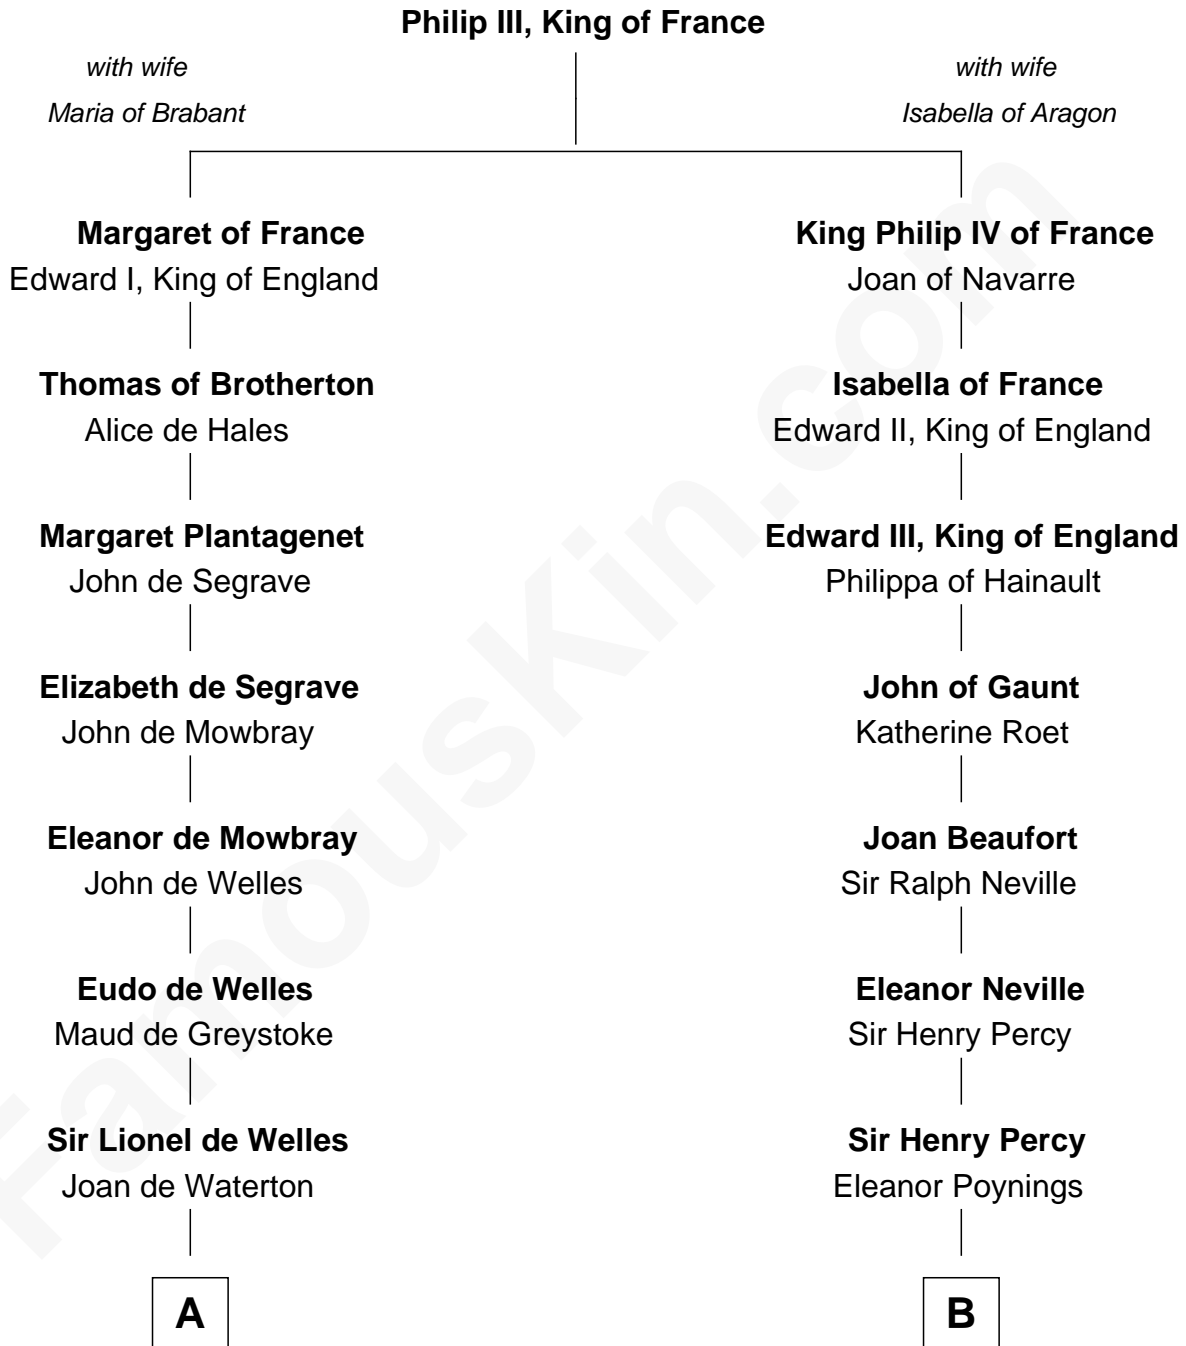 Philip III, King of France
with wife
Maria of Brabant
with wife
Isabella of Aragon
Margaret of France
Edward I, King of England
King Philip IV of France
Joan of Navarre
Thomas of Brotherton
Alice de Hales
Isabella of France
Edward II, King of England
Margaret Plantagenet
John de Segrave
Edward III, King of England
Philippa of Hainault
Elizabeth de Segrave
John de Mowbray
John of Gaunt
Katherine Roet
Eleanor de Mowbray
John de Welles
Joan Beaufort
Sir Ralph Neville
Eudo de Welles
Maud de Greystoke
Eleanor Neville
Sir Henry Percy
Sir Lionel de Welles
Joan de Waterton
Sir Henry Percy
Eleanor Poynings
A
B
FamousKin.com